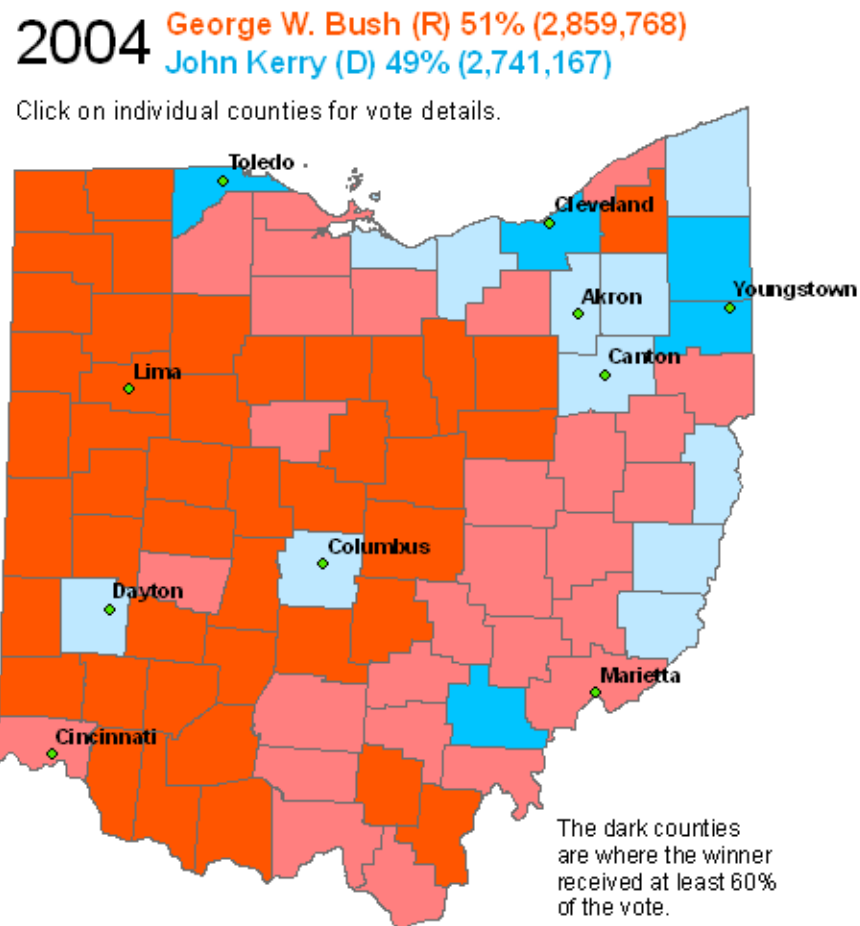 2004
George W. Bush (R) 51% (2,859,768)
John Kerry (D) 49% (2,741,167)
Click on individual counties for vote details.
Toledo
Cleveland
Youngstown
Akron
Canton
Lima
Columbus
Dayton
Marietta
Cincinnati
The dark counties
are where the winner
received at least 60%
of the vote.